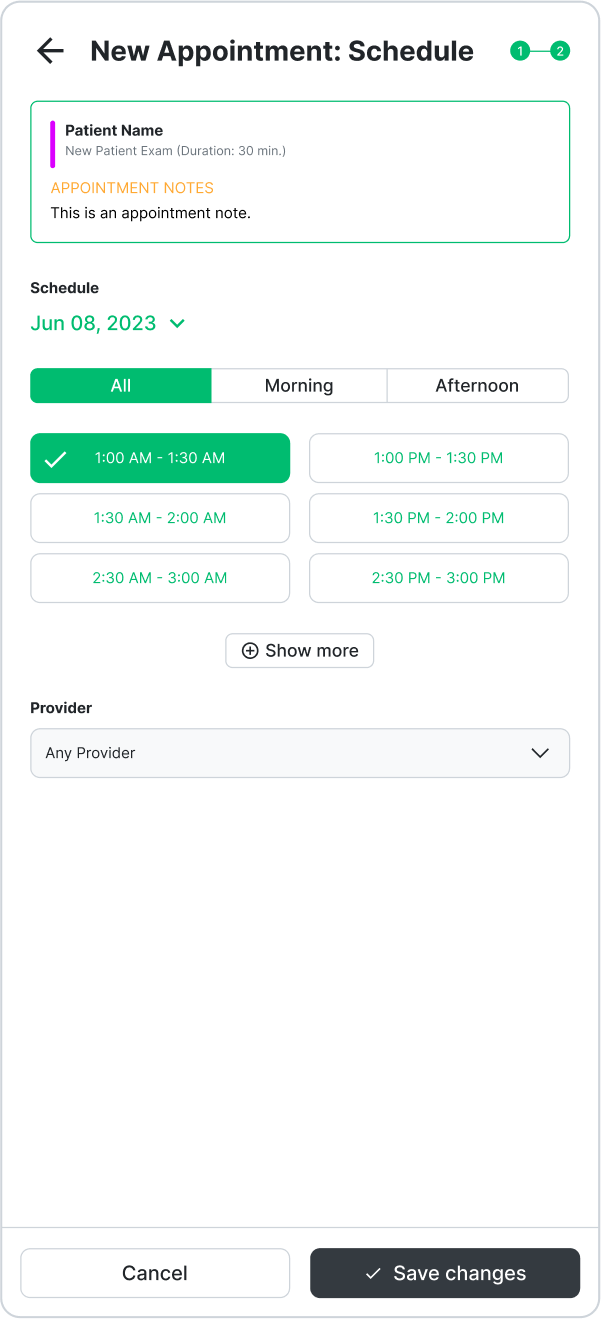 New Appointment: Schedule 1 2
Patient Name
New Patient Exam (Duration: 30 min.)
APPOINTMENT NOTES
This is an appointment note.
Schedule
Jun 08, 2023
All Morning Afternoon
1:00 AM - 1:30 AM 1:00 PM - 1:30 PM
1:30 AM - 2:00 AM 1:30 PM - 2:00 PM
2:30 AM - 3:00 AM 2:30 PM - 3:00 PM
Show more
Provider
Any Provider
Cancel Save changes